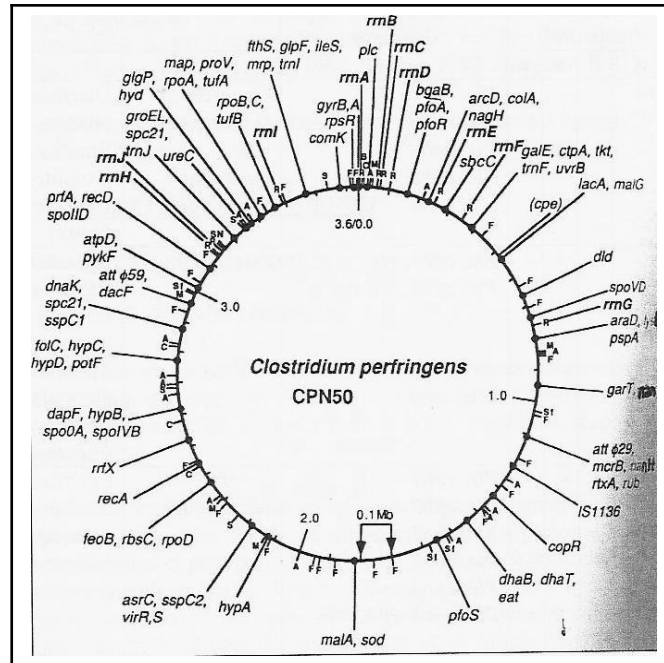 rrnB
plc
rrnC
fthS, glpF, ileS,
mrp, trnI
rrnA
rrnD
map, proV,
rpoA, tufA
glgP,
hyd
gyrB,A
rpsR
comK
bgaB,
pfoA,
pfoR
arcD, colA,
nagH
rpoB,C,
tufB
groEL,
spc21,
trnJ
rrnI
rrnE
ureC
sbcC
rrnF
galE, ctpA, tkt,
trnF, uvrB
rrnJ
rrnH
lacA, malG
(cpe)
prfA, recD,
spoIID
3.6/0.0
atpD,
pykF
dld
att ϕ59,
dacF
3.0
spoVD
rrnG
dnaK,
spc21,
sspC1
araD,
pspA
folC, hypC,
hypD, potF
Clostridium perfringens
CPN50
1.0
garT,
dapF, hypB,
spo0A, spoIVB
att ϕ29,
mcrB,
rtxA, rub
rrfX
recA
IS1136
0.1 Mb
2.0
copR
feoB, rbsC, rpoD
dhaB, dhaT,
eat
asrC, sspC2,
virR,S
hypA
pfoS
malA, sod